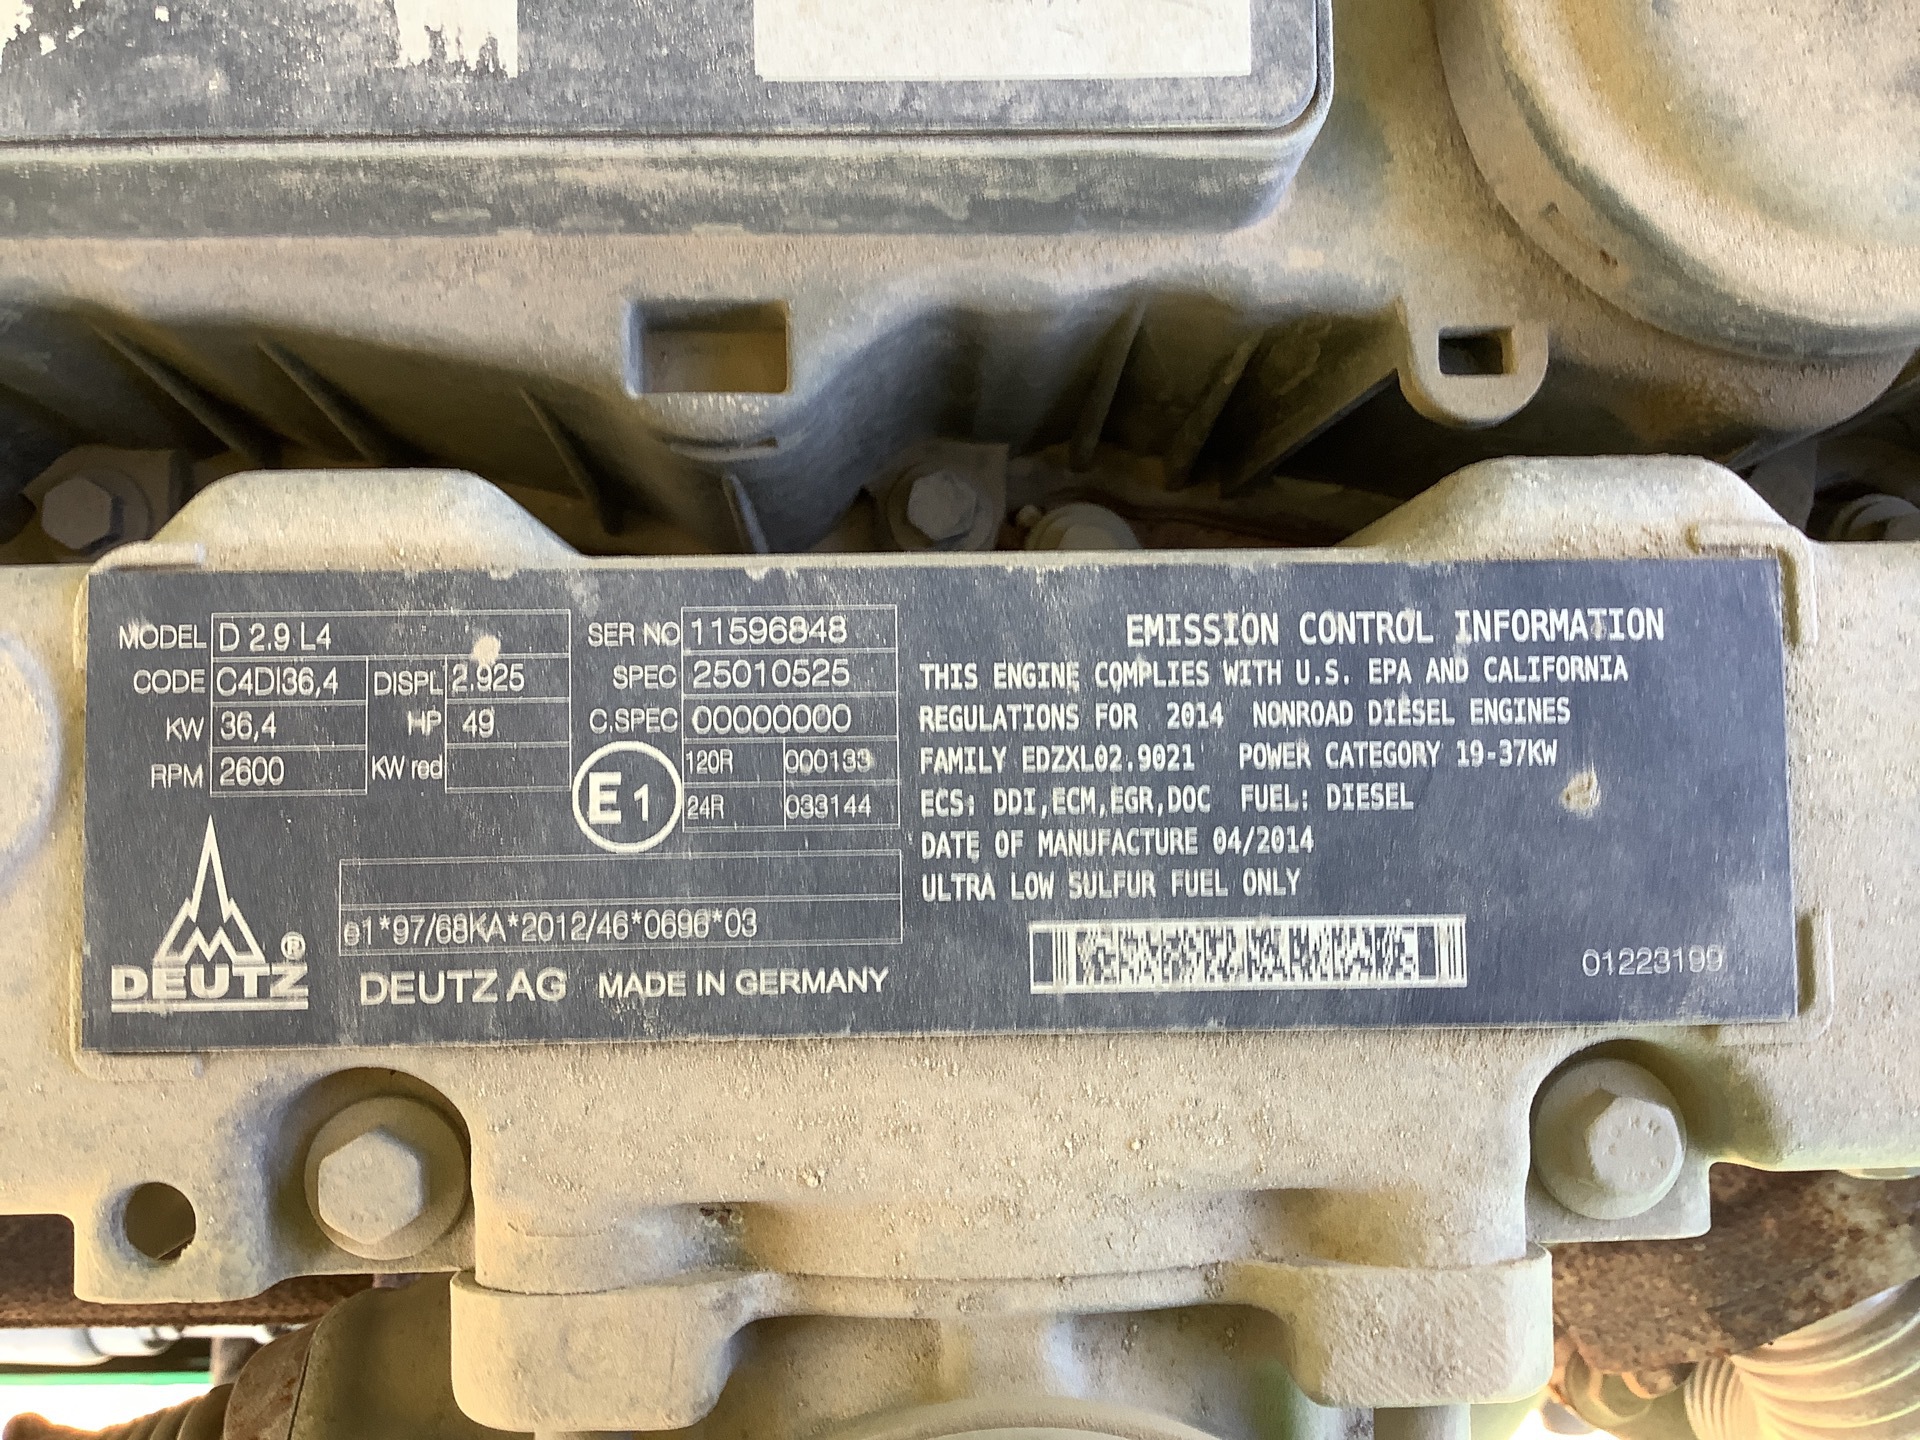 MODEL D 2.9 L4
CODE C4DI36,4 DISPL 2.925
KW 36,4 HP 49
RPM 2600 KW red
SER NO 11596848
SPEC 25010525
C.SPEC 00000000
E1 120R 000133
24R 033144
e1*97/68KA*2012/46*0696*03
DEUTZ®
DEUTZ AG MADE IN GERMANY
EMISSION CONTROL INFORMATION
THIS ENGINE COMPLIES WITH U.S. EPA AND CALIFORNIA
REGULATIONS FOR 2014 NONROAD DIESEL ENGINES
FAMILY EDZXL02.9021 POWER CATEGORY 19-37KW
ECS: DDI,ECM,EGR,DOC FUEL: DIESEL
DATE OF MANUFACTURE 04/2014
ULTRA LOW SULFUR FUEL ONLY
01223199